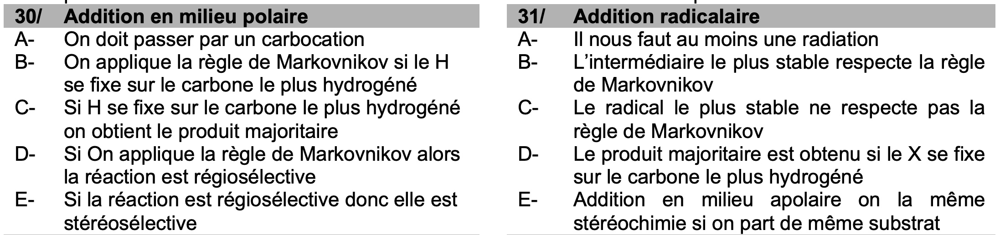 30/ Addition en milieu polaire
A- On doit passer par un carbocation
B- On applique la règle de Markovnikov si le H
se fixe sur le carbone le plus hydrogéné
C- Si H se fixe sur le carbone le plus hydrogéné
on obtient le produit majoritaire
D- Si On applique la règle de Markovnikov alors
la réaction est régiosélective
E- Si la réaction est régiosélective donc elle est
stéréosélective
31/ Addition radicalaire
A- Il nous faut au moins une radiation
B- L’intermédiaire le plus stable respecte la règle
de Markovnikov
C- Le radical le plus stable ne respecte pas la
règle de Markovnikov
D- Le produit majoritaire est obtenu si le X se fixe
sur le carbone le plus hydrogéné
E- Addition en milieu apolaire on la même
stéréochimie si on part de même substrat